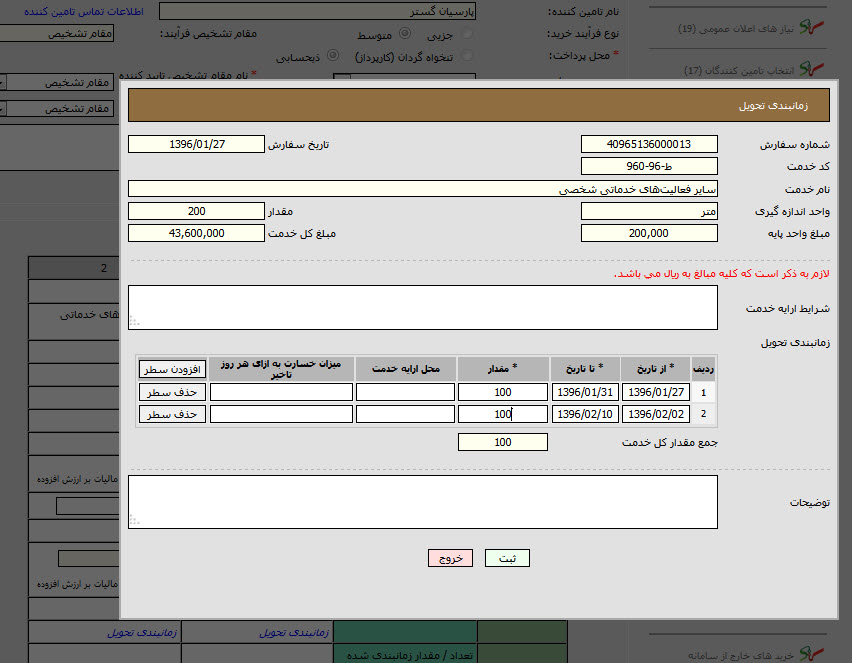 نام تامین کننده: پارسیان گستر اطلاعات تماس تامین کننده
نیاز های اعلان عمومی (19)
نوع فرآیند خرید: جزیی متوسط مقام تشخیص فرآیند: مقام تشخیص
* محل پرداخت: تنخواه گردان (کارپرداز) ذیحسابی
انتخاب تامین کنندگان (17)
* نام مقام تشخیص تایید کننده مقام تشخیص
مقام تشخیص
زمانبندی تحویل
شماره سفارش 40965136000013 تاریخ سفارش 1396/01/27
کد خدمت ط-96-960
نام خدمت سایر فعالیت‌های خدماتی شخصی
واحد اندازه گیری متر مقدار 200
مبلغ واحد پایه 200,000 مبلغ کل خدمت 43,600,000
لازم به ذکر است که کلیه مبالغ به ریال می باشد.
شرایط ارایه خدمت
زمانبندی تحویل
ردیف * از تاریخ * تا تاریخ * مقدار محل ارایه خدمت میزان خسارت به ازای هر روز تاخیر افزودن سطر
1 1396/01/27 1396/01/31 100 حذف سطر
2 1396/02/02 1396/02/10 100 حذف سطر
جمع مقدار کل خدمت 100
توضیحات
ثبت خروج
2
های خدماتی
مالیات بر ارزش افزوده
مالیات بر ارزش افزوده
زمانبندی تحویل زمانبندی تحویل
تعداد / مقدار زمانبندی شده
خرید های خارج از سامانه